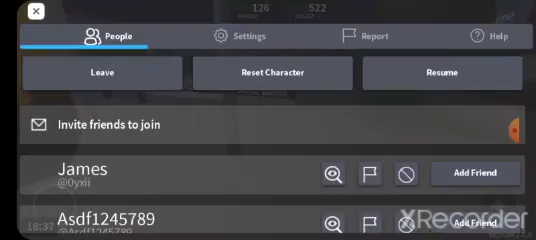 126 522
People Settings Report Help
Leave Reset Character Resume
Invite friends to join
James
@0yxii
Add Friend
Asdf1245789
@Asdf1245789
Add Friend
18:37
XRecorder